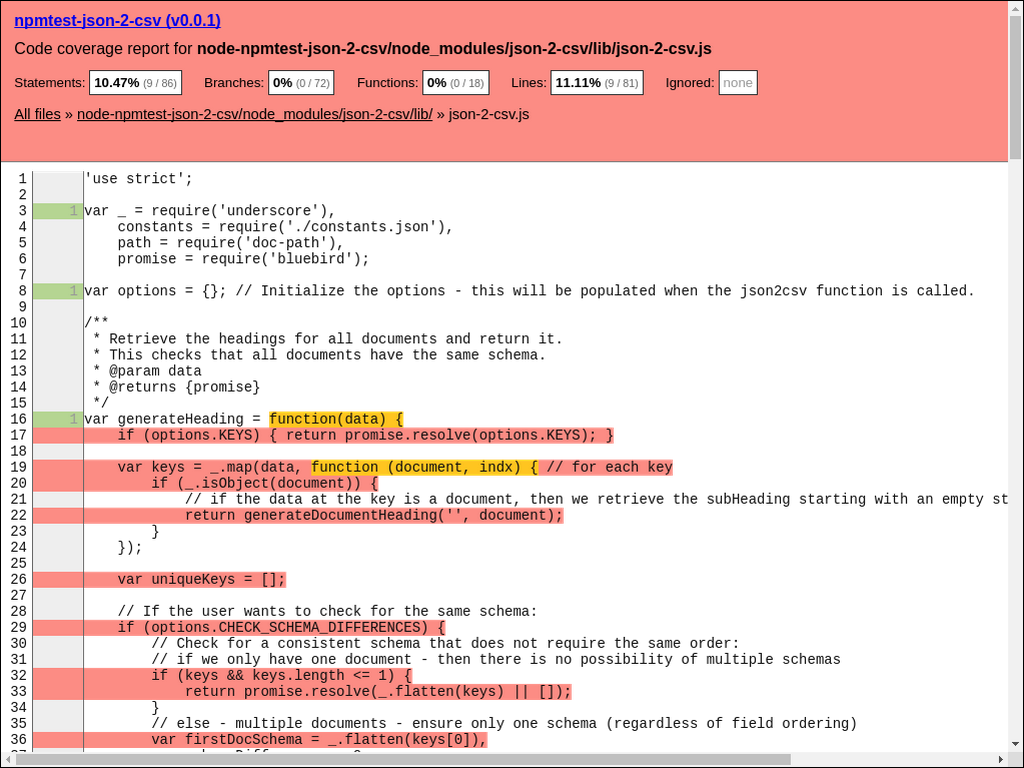 npmtest-json-2-csv (v0.0.1)
Code coverage report for node-npmtest-json-2-csv/node_modules/json-2-csv/lib/json-2-csv.js
Statements: 10.47% (9 / 86) Branches: 0% (0 / 72) Functions: 0% (0 / 18) Lines: 11.11% (9 / 81) Ignored: none
All files » node-npmtest-json-2-csv/node_modules/json-2-csv/lib/ » json-2-csv.js
1 'use strict';
2
3 1 var _ = require('underscore'),
4     constants = require('./constants.json'),
5     path = require('doc-path'),
6     promise = require('bluebird');
7
8 1 var options = {}; // Initialize the options - this will be populated when the json2csv function is called.
9
10 /**
11  * Retrieve the headings for all documents and return it.
12  * This checks that all documents have the same schema.
13  * @param data
14  * @returns {promise}
15  */
16 1 var generateHeading = function(data) {
17     if (options.KEYS) { return promise.resolve(options.KEYS); }
18
19     var keys = _.map(data, function (document, indx) { // for each key
20         if (_.isObject(document)) {
21             // if the data at the key is a document, then we retrieve the subHeading starting with an empty st
22             return generateDocumentHeading('', document);
23         }
24     });
25
26     var uniqueKeys = [];
27
28     // If the user wants to check for the same schema:
29     if (options.CHECK_SCHEMA_DIFFERENCES) {
30         // Check for a consistent schema that does not require the same order:
31         // if we only have one document - then there is no possibility of multiple schemas
32         if (keys && keys.length <= 1) {
33             return promise.resolve(_.flatten(keys) || []);
34         }
35         // else - multiple documents - ensure only one schema (regardless of field ordering)
36         var firstDocSchema = _.flatten(keys[0]),